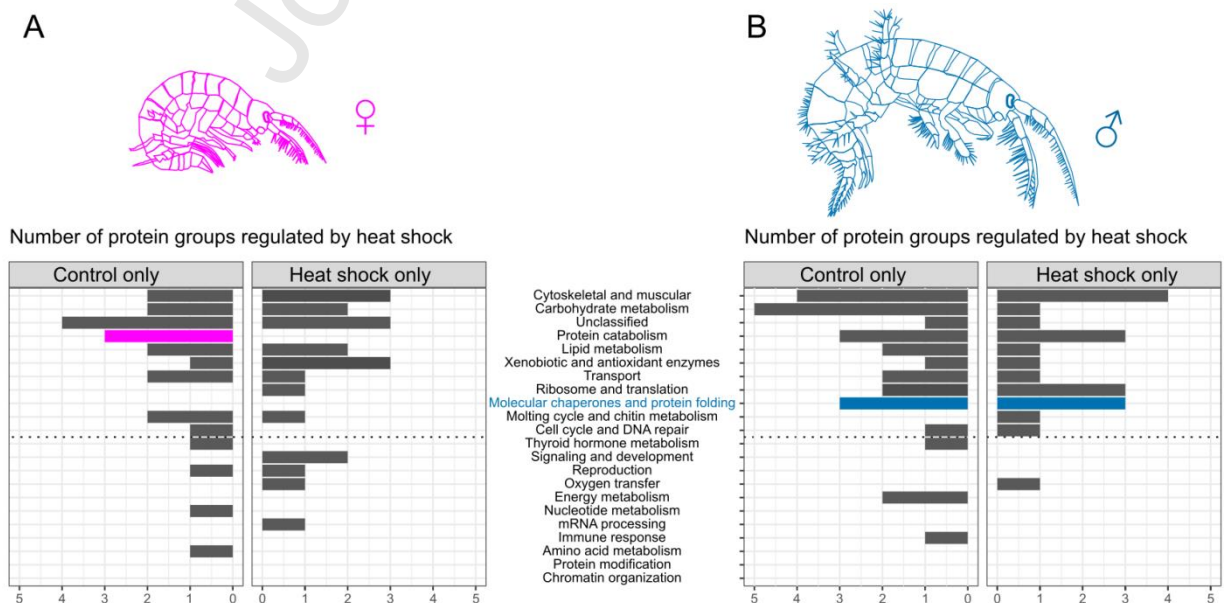 Jo
A
B
♀
♂
Number of protein groups regulated by heat shock
Number of protein groups regulated by heat shock
Control only
Heat shock only
Control only
Heat shock only
Cytoskeletal and muscular
Carbohydrate metabolism
Unclassified
Protein catabolism
Lipid metabolism
Xenobiotic and antioxidant enzymes
Transport
Ribosome and translation
Molecular chaperones and protein folding
Molting cycle and chitin metabolism
Cell cycle and DNA repair
Thyroid hormone metabolism
Signaling and development
Reproduction
Oxygen transfer
Energy metabolism
Nucleotide metabolism
mRNA processing
Immune response
Amino acid metabolism
Protein modification
Chromatin organization
5 4 3 2 1 0
0 1 2 3 4 5
5 4 3 2 1 0
0 1 2 3 4 5